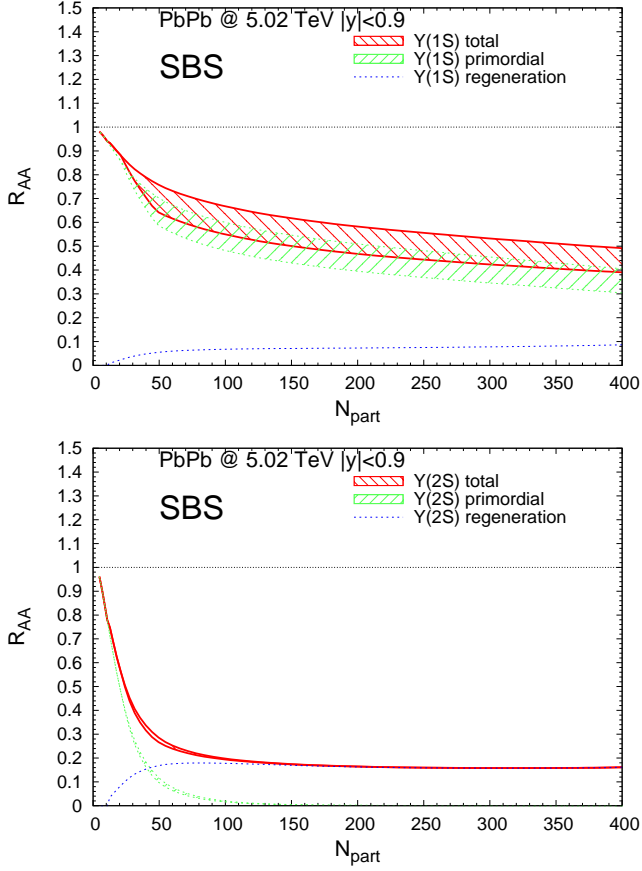 PbPb @ 5.02 TeV |y|<0.9
SBS
Υ(1S) total
Υ(1S) primordial
Υ(1S) regeneration
R_AA
1.5
1.4
1.3
1.2
1.1
1
0.9
0.8
0.7
0.6
0.5
0.4
0.3
0.2
0.1
0
0 50 100 150 200 250 300 350 400
N_part
PbPb @ 5.02 TeV |y|<0.9
SBS
Υ(2S) total
Υ(2S) primordial
Υ(2S) regeneration
R_AA
1.5
1.4
1.3
1.2
1.1
1
0.9
0.8
0.7
0.6
0.5
0.4
0.3
0.2
0.1
0
0 50 100 150 200 250 300 350 400
N_part